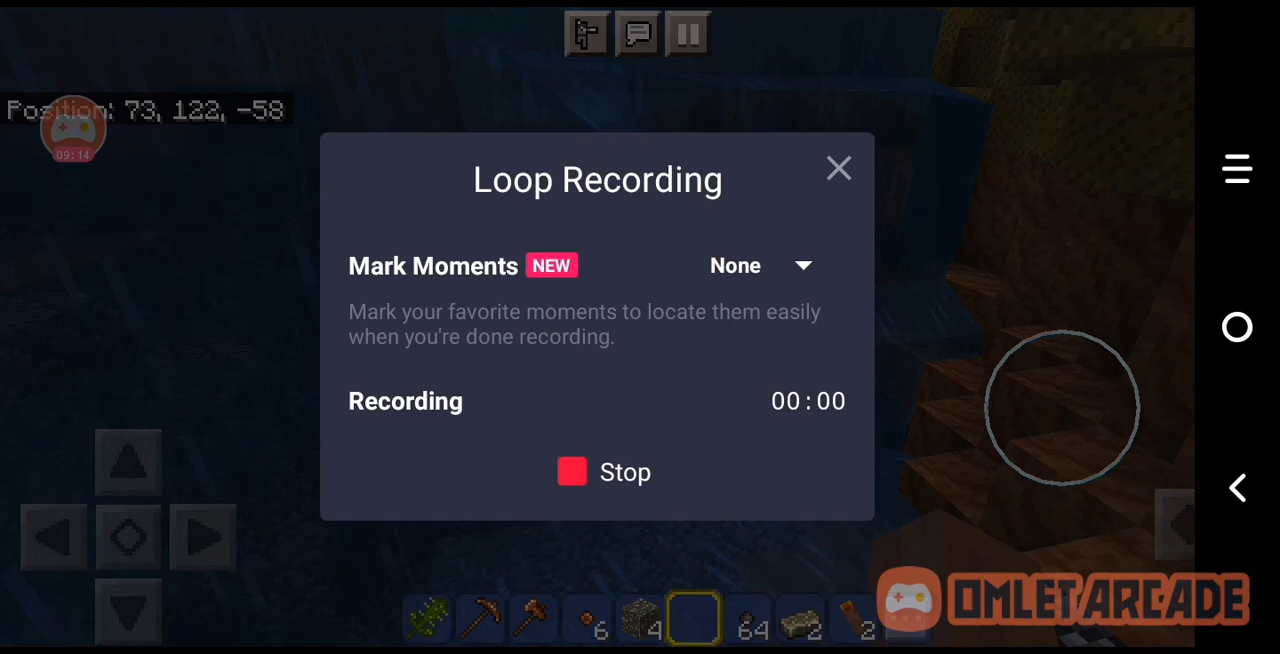 Position: 73, 122, -58
09:14
Loop Recording
Mark Moments NEW None
Mark your favorite moments to locate them easily
when you're done recording.
Recording 00:00
Stop
6 4 64 2 2
OMLET ARCADE